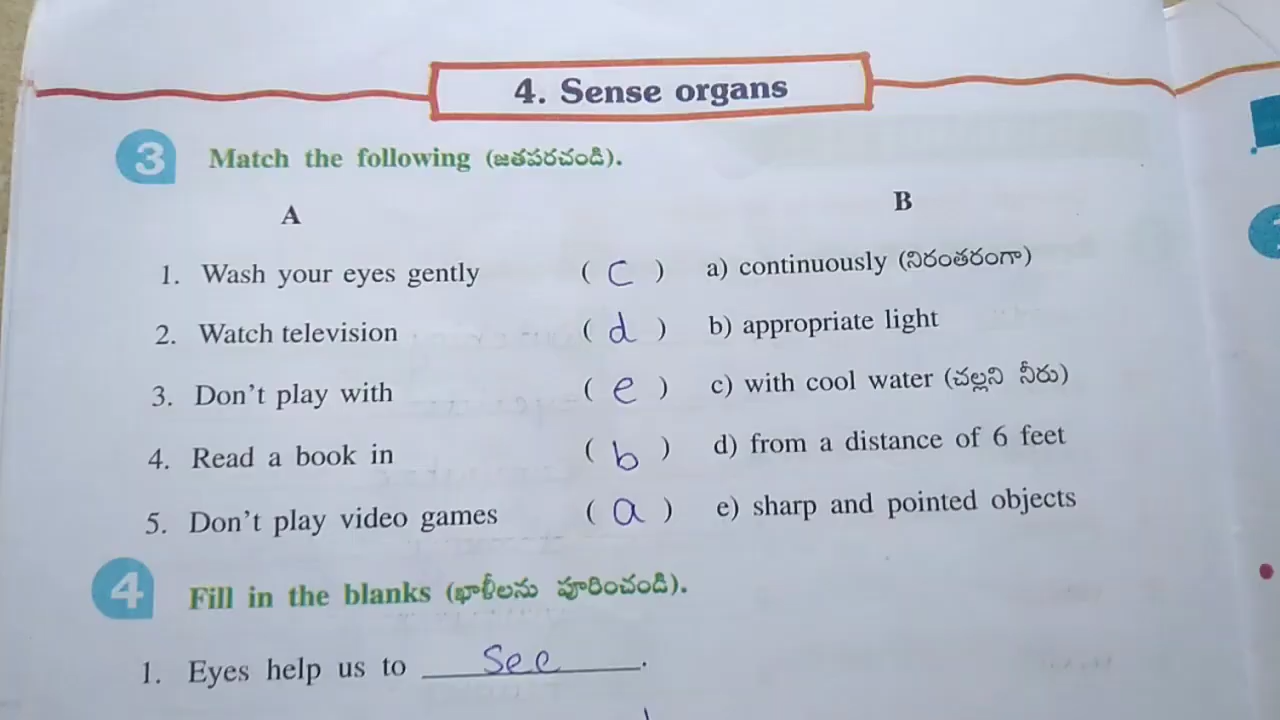 4. Sense organs
3 Match the following (జతపరచండి).
A B
1. Wash your eyes gently ( c ) a) continuously (నిరంతరంగా)
2. Watch television ( d ) b) appropriate light
3. Don't play with ( e ) c) with cool water (చల్లని నీరు)
4. Read a book in ( b ) d) from a distance of 6 feet
5. Don't play video games ( a ) e) sharp and pointed objects
4 Fill in the blanks (ఖాళీలను పూరించండి).
1. Eyes help us to see.